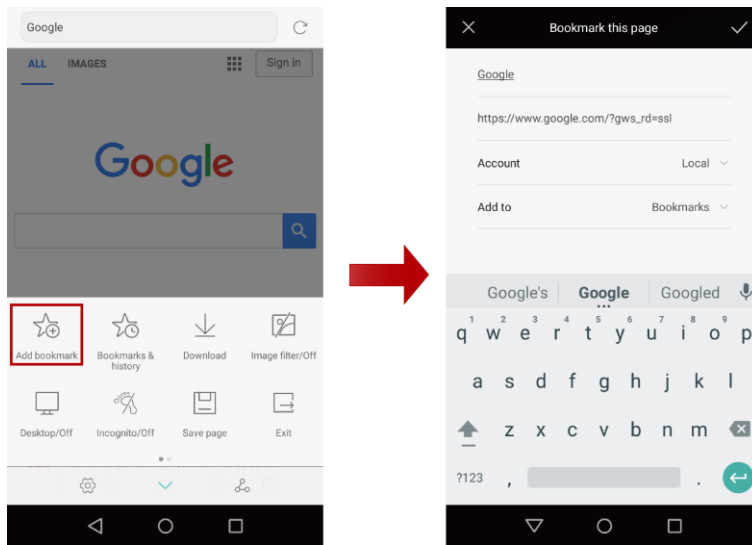 Google
ALL IMAGES Sign in
Google
Add bookmark
Bookmarks &
history
Download
Image filter/Off
Desktop/Off
Incognito/Off
Save page
Exit
Bookmark this page
Google
https://www.google.com/?gws_rd=ssl
Account Local
Add to Bookmarks
Google's Google Googled
1 2 3 4 5 6 7 8 9
q w e r t y u i o p
a s d f g h j k l
z x c v b n m
?123 , .